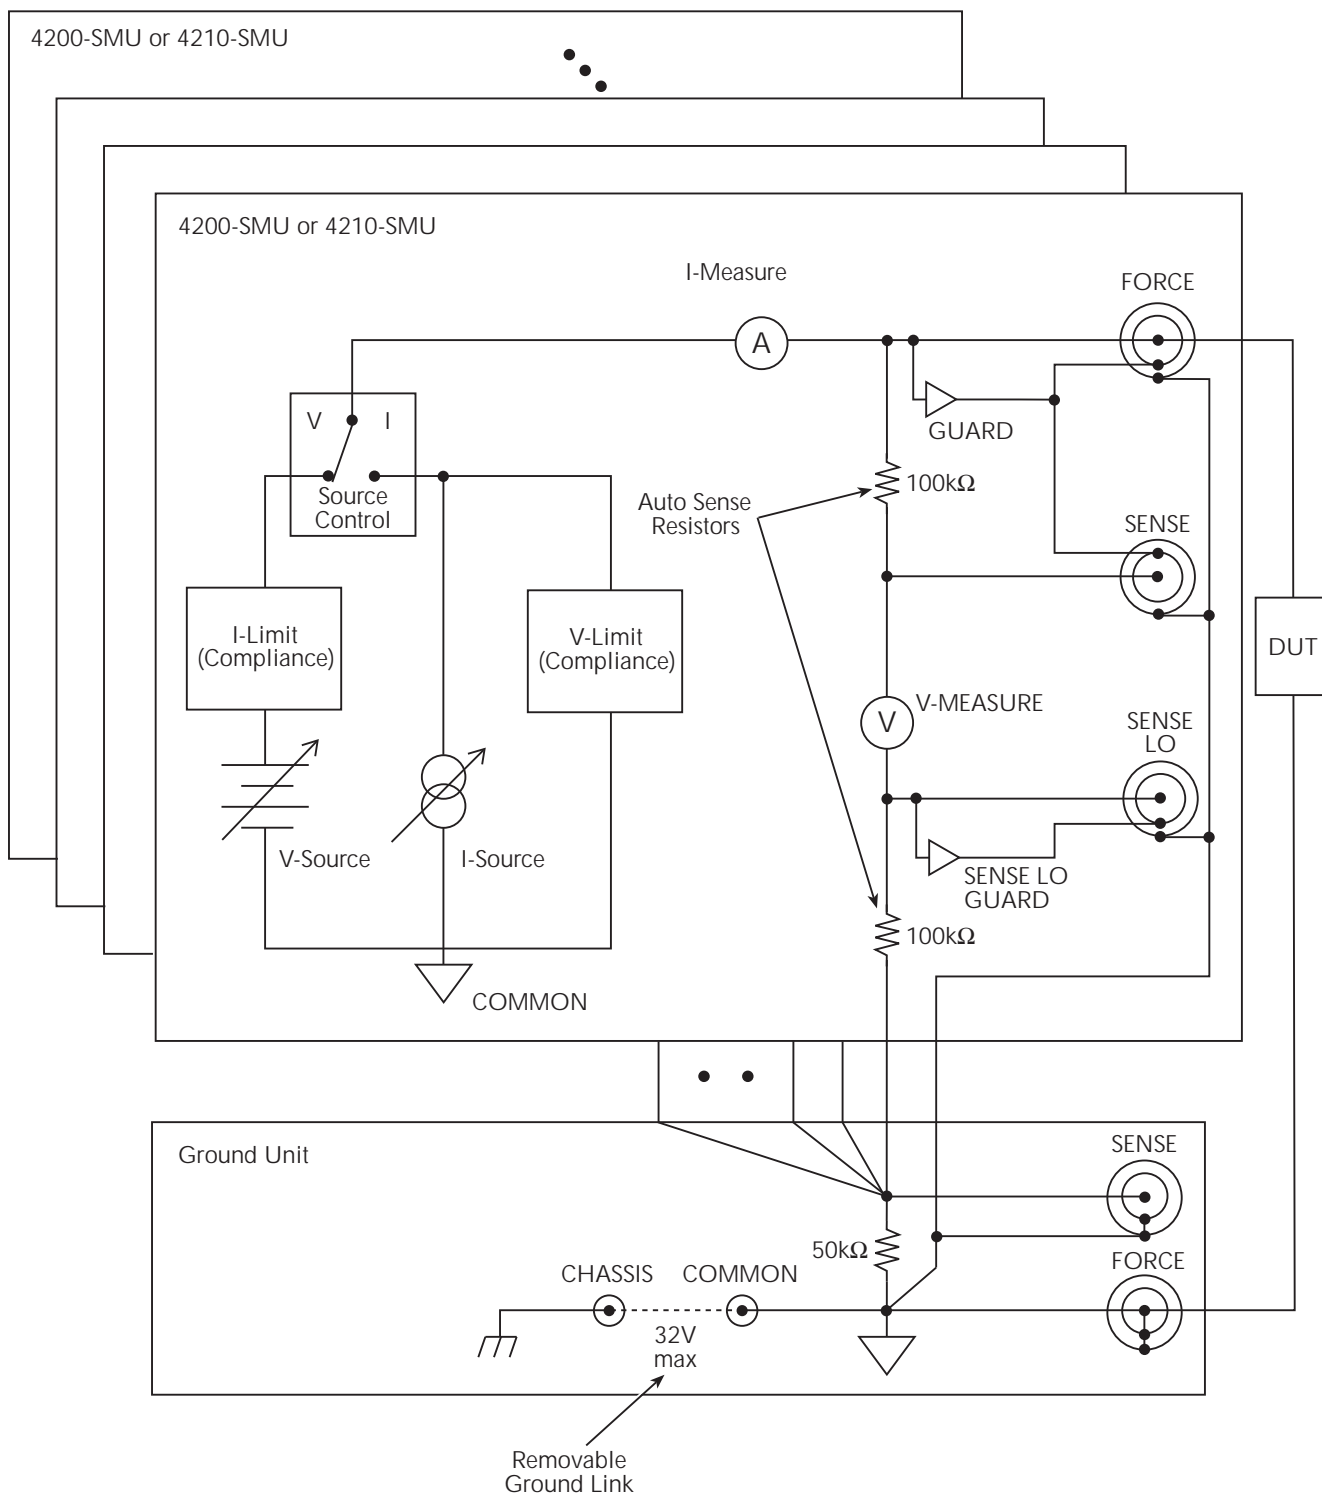 4200-SMU or 4210-SMU
4200-SMU or 4210-SMU
I-Measure
FORCE
A
V I
GUARD
100kΩ
Auto Sense
Resistors
Source
Control
SENSE
I-Limit
(Compliance)
V-Limit
(Compliance)
DUT
V
V-MEASURE
SENSE
LO
V-Source
I-Source
SENSE LO
GUARD
100kΩ
COMMON
Ground Unit
SENSE
50kΩ
FORCE
CHASSIS
COMMON
32V
max
Removable
Ground Link